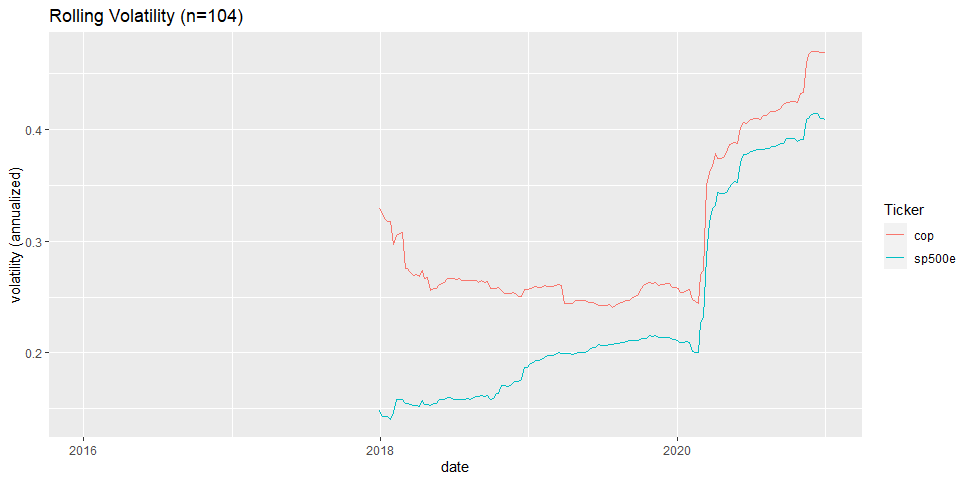 Rolling Volatility (n=104)
volatility (annualized)
0.4
0.3
0.2
2016
2018
2020
date
Ticker
cop
sp500e